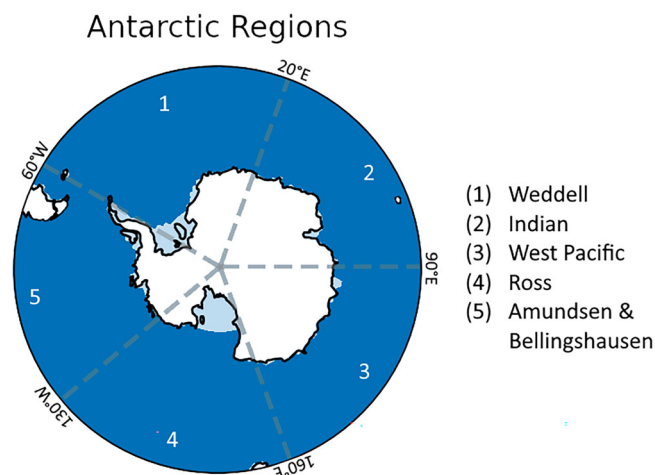 Antarctic Regions
20°E
1
60°W
2
(1) Weddell
(2) Indian
(3) West Pacific
90°E
(4) Ross
5
(5) Amundsen &
Bellingshausen
3
130°W
4
160°E